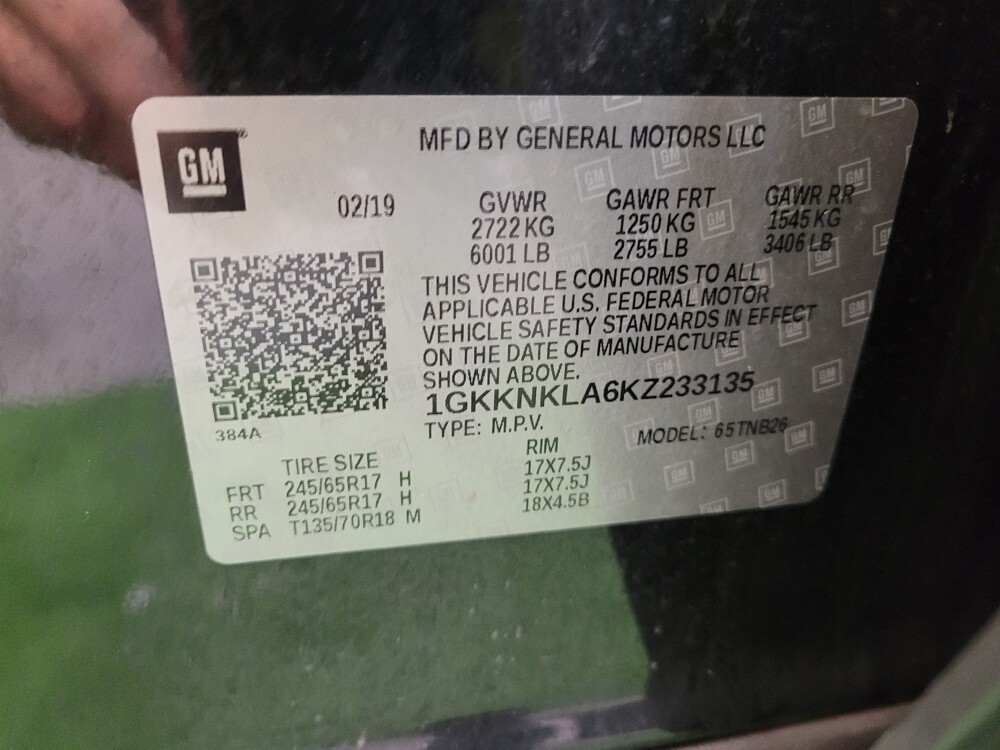 GM
MFD BY GENERAL MOTORS LLC
02/19
GVWR GAWR FRT GAWR RR
2722 KG 1250 KG 1545 KG
6001 LB 2755 LB 3406 LB
THIS VEHICLE CONFORMS TO ALL
APPLICABLE U.S. FEDERAL MOTOR
VEHICLE SAFETY STANDARDS IN EFFECT
ON THE DATE OF MANUFACTURE
SHOWN ABOVE.
1GKKNKLA6KZ233135
384A
TYPE: M.P.V. MODEL: 65TNB26
TIRE SIZE RIM
FRT 245/65R17 H 17X7.5J
RR 245/65R17 H 17X7.5J
SPA T135/70R18 M 18X4.5B